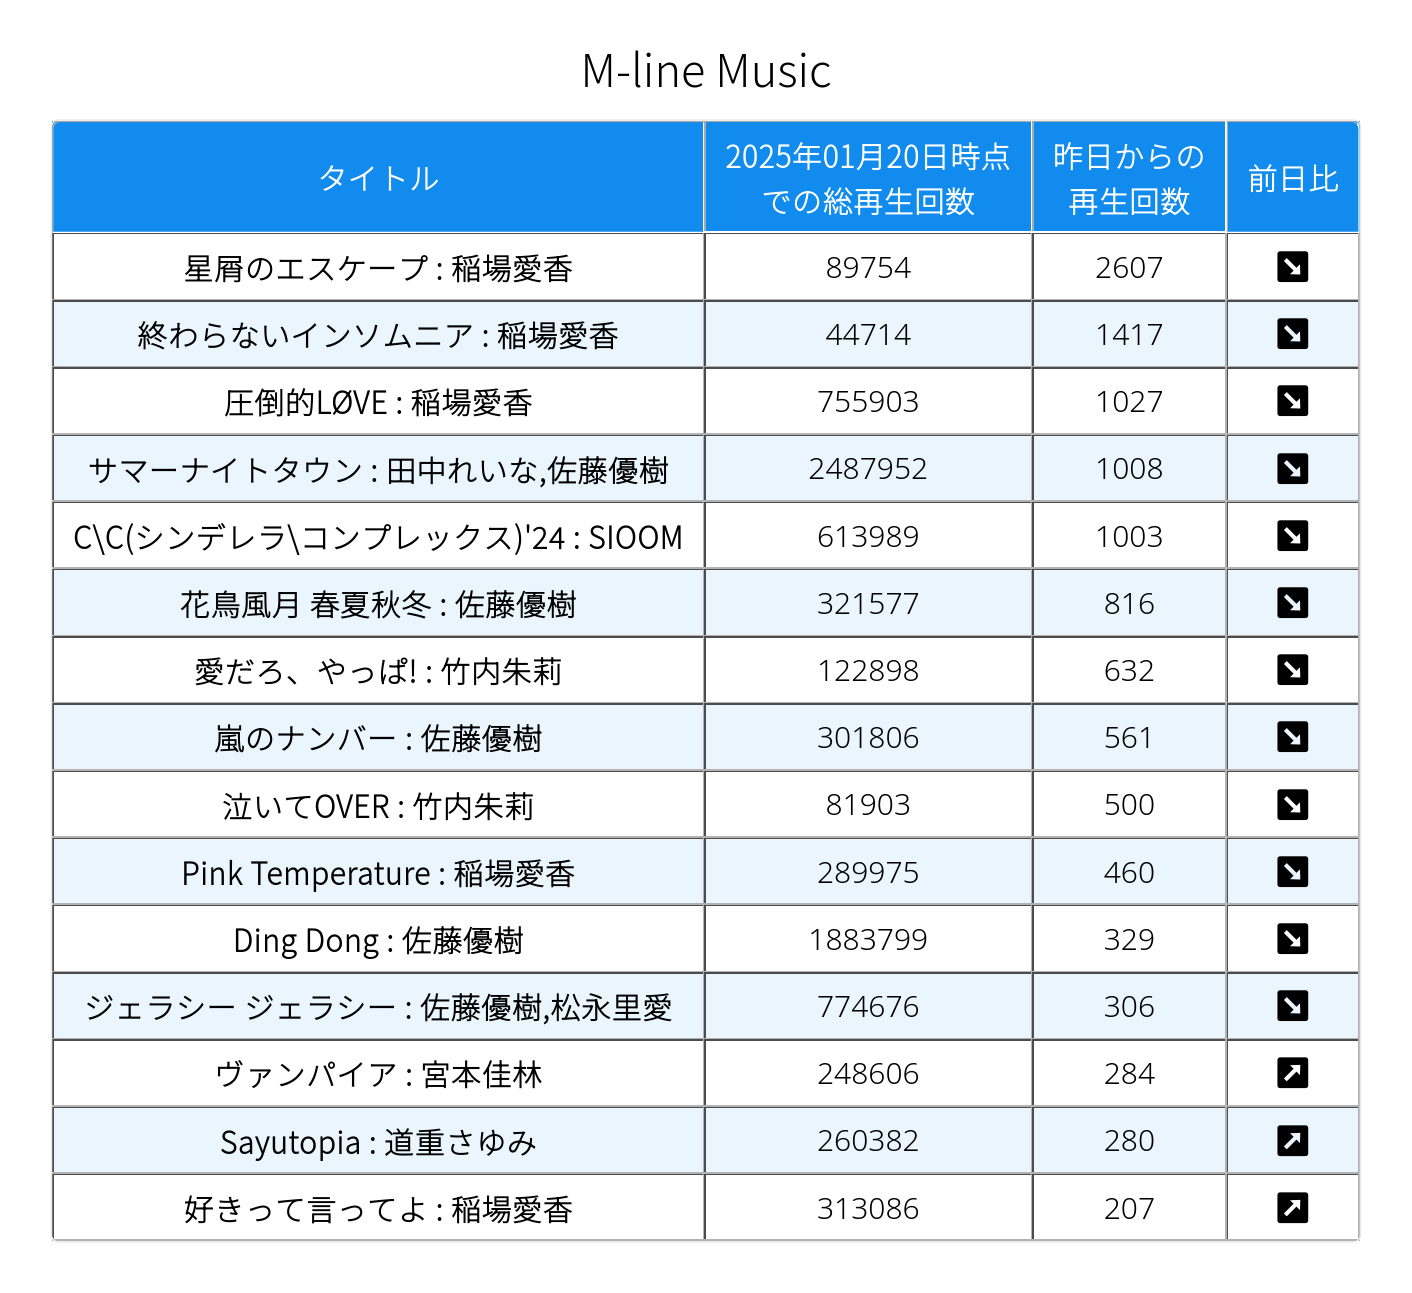 M-line Music
タイトル 2025年01月20日時点での総再生回数 昨日からの再生回数 前日比
星屑のエスケープ : 稲場愛香 89754 2607
終わらないインソムニア : 稲場愛香 44714 1417
圧倒的LØVE : 稲場愛香 755903 1027
サマーナイトタウン : 田中れいな,佐藤優樹 2487952 1008
C\C(シンデレラ\コンプレックス)'24 : SIOOM 613989 1003
花鳥風月 春夏秋冬 : 佐藤優樹 321577 816
愛だろ、やっぱ! : 竹内朱莉 122898 632
嵐のナンバー : 佐藤優樹 301806 561
泣いてOVER : 竹内朱莉 81903 500
Pink Temperature : 稲場愛香 289975 460
Ding Dong : 佐藤優樹 1883799 329
ジェラシー ジェラシー : 佐藤優樹,松永里愛 774676 306
ヴァンパイア : 宮本佳林 248606 284
Sayutopia : 道重さゆみ 260382 280
好きって言ってよ : 稲場愛香 313086 207